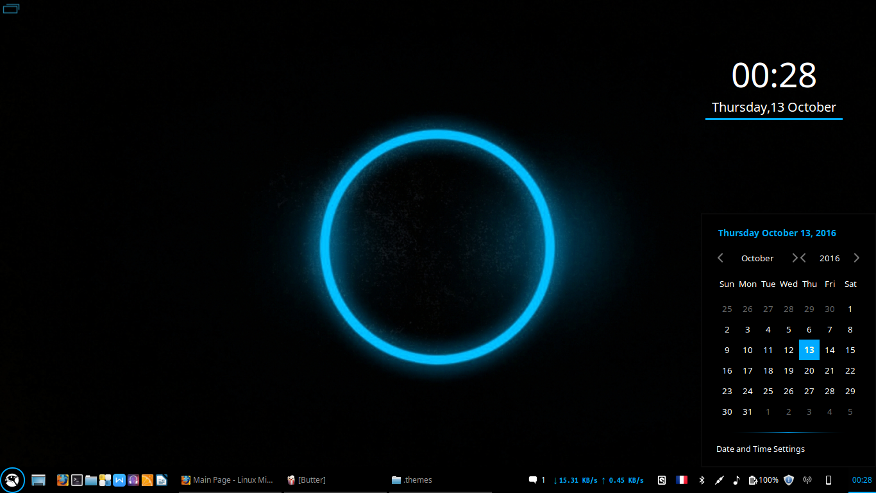 00:28
Thursday,13 October
Thursday October 13, 2016
October 2016
Sun Mon Tue Wed Thu Fri Sat
25 26 27 28 29 30 1
2 3 4 5 6 7 8
9 10 11 12 13 14 15
16 17 18 19 20 21 22
23 24 25 26 27 28 29
30 31 1 2 3 4 5
Date and Time Settings
Main Page - Linux Mi... [Butter] .themes 1 ↓15.31 KB/s ↑ 0.45 KB/s 100% 00:28